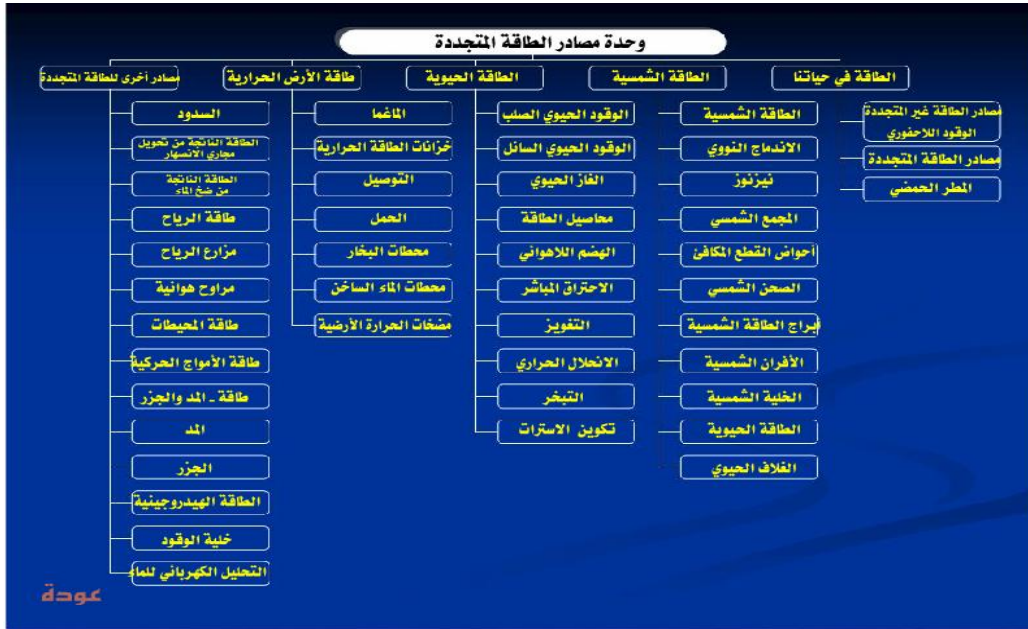 وحدة مصادر الطاقة المتجددة
الطاقة في حياتنا
مصادر الطاقة غير المتجددة
الوقود اللاحفوري
مصادر الطاقة المتجددة
المطر الحمضي
الطاقة الشمسية
الطاقة الشمسية
الاندماج النووي
نيزنوز
المجمع الشمسي
أحواض القطع المكافئ
الصحن الشمسي
أبراج الطاقة الشمسية
الأفران الشمسية
الخلية الشمسية
الطاقة الحيوية
الغلاف الحيوي
الطاقة الحيوية
الوقود الحيوي الصلب
الوقود الحيوي السائل
الغاز الحيوي
محاصيل الطاقة
الهضم اللاهوائي
الاحتراق المباشر
التغويز
الانحلال الحراري
التبخر
تكوين الاسترات
طاقة الأرض الحرارية
الماغما
خزانات الطاقة الحرارية
التوصيل
الحمل
محطات البخار
محطات الماء الساخن
مضخات الحرارة الأرضية
مصادر أخرى للطاقة المتجددة
السدود
الطاقة الناتجة من تحويل
مجاري الانهار
الطاقة الناتجة
من ضخ الماء
طاقة الرياح
مزارع الرياح
مراوح هوائية
طاقة المحيطات
طاقة الأمواج الحركية
طاقة ـ المد والجزر
المد
الجزر
الطاقة الهيدروجينية
خلية الوقود
التحليل الكهربائي للماء
عودة